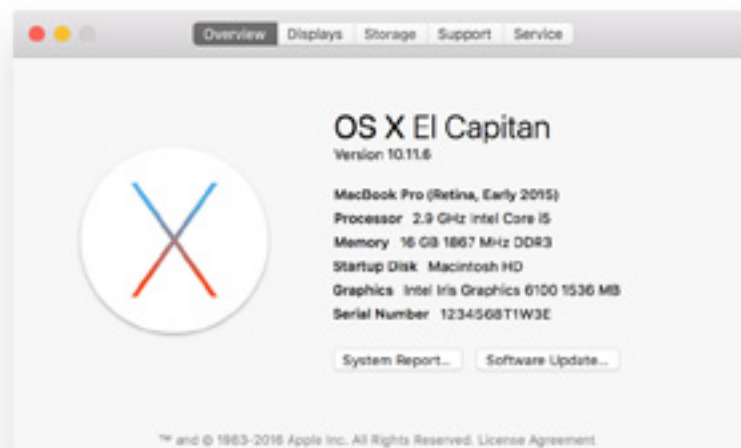 Overview Displays Storage Support Service
OS X El Capitan
Version 10.11.6
MacBook Pro (Retina, Early 2015)
Processor 2.9 GHz Intel Core i5
Memory 16 GB 1867 MHz DDR3
Startup Disk Macintosh HD
Graphics Intel Iris Graphics 6100 1536 MB
Serial Number 1234568T1W3E
System Report... Software Update...
™ and © 1983-2016 Apple Inc. All Rights Reserved. License Agreement